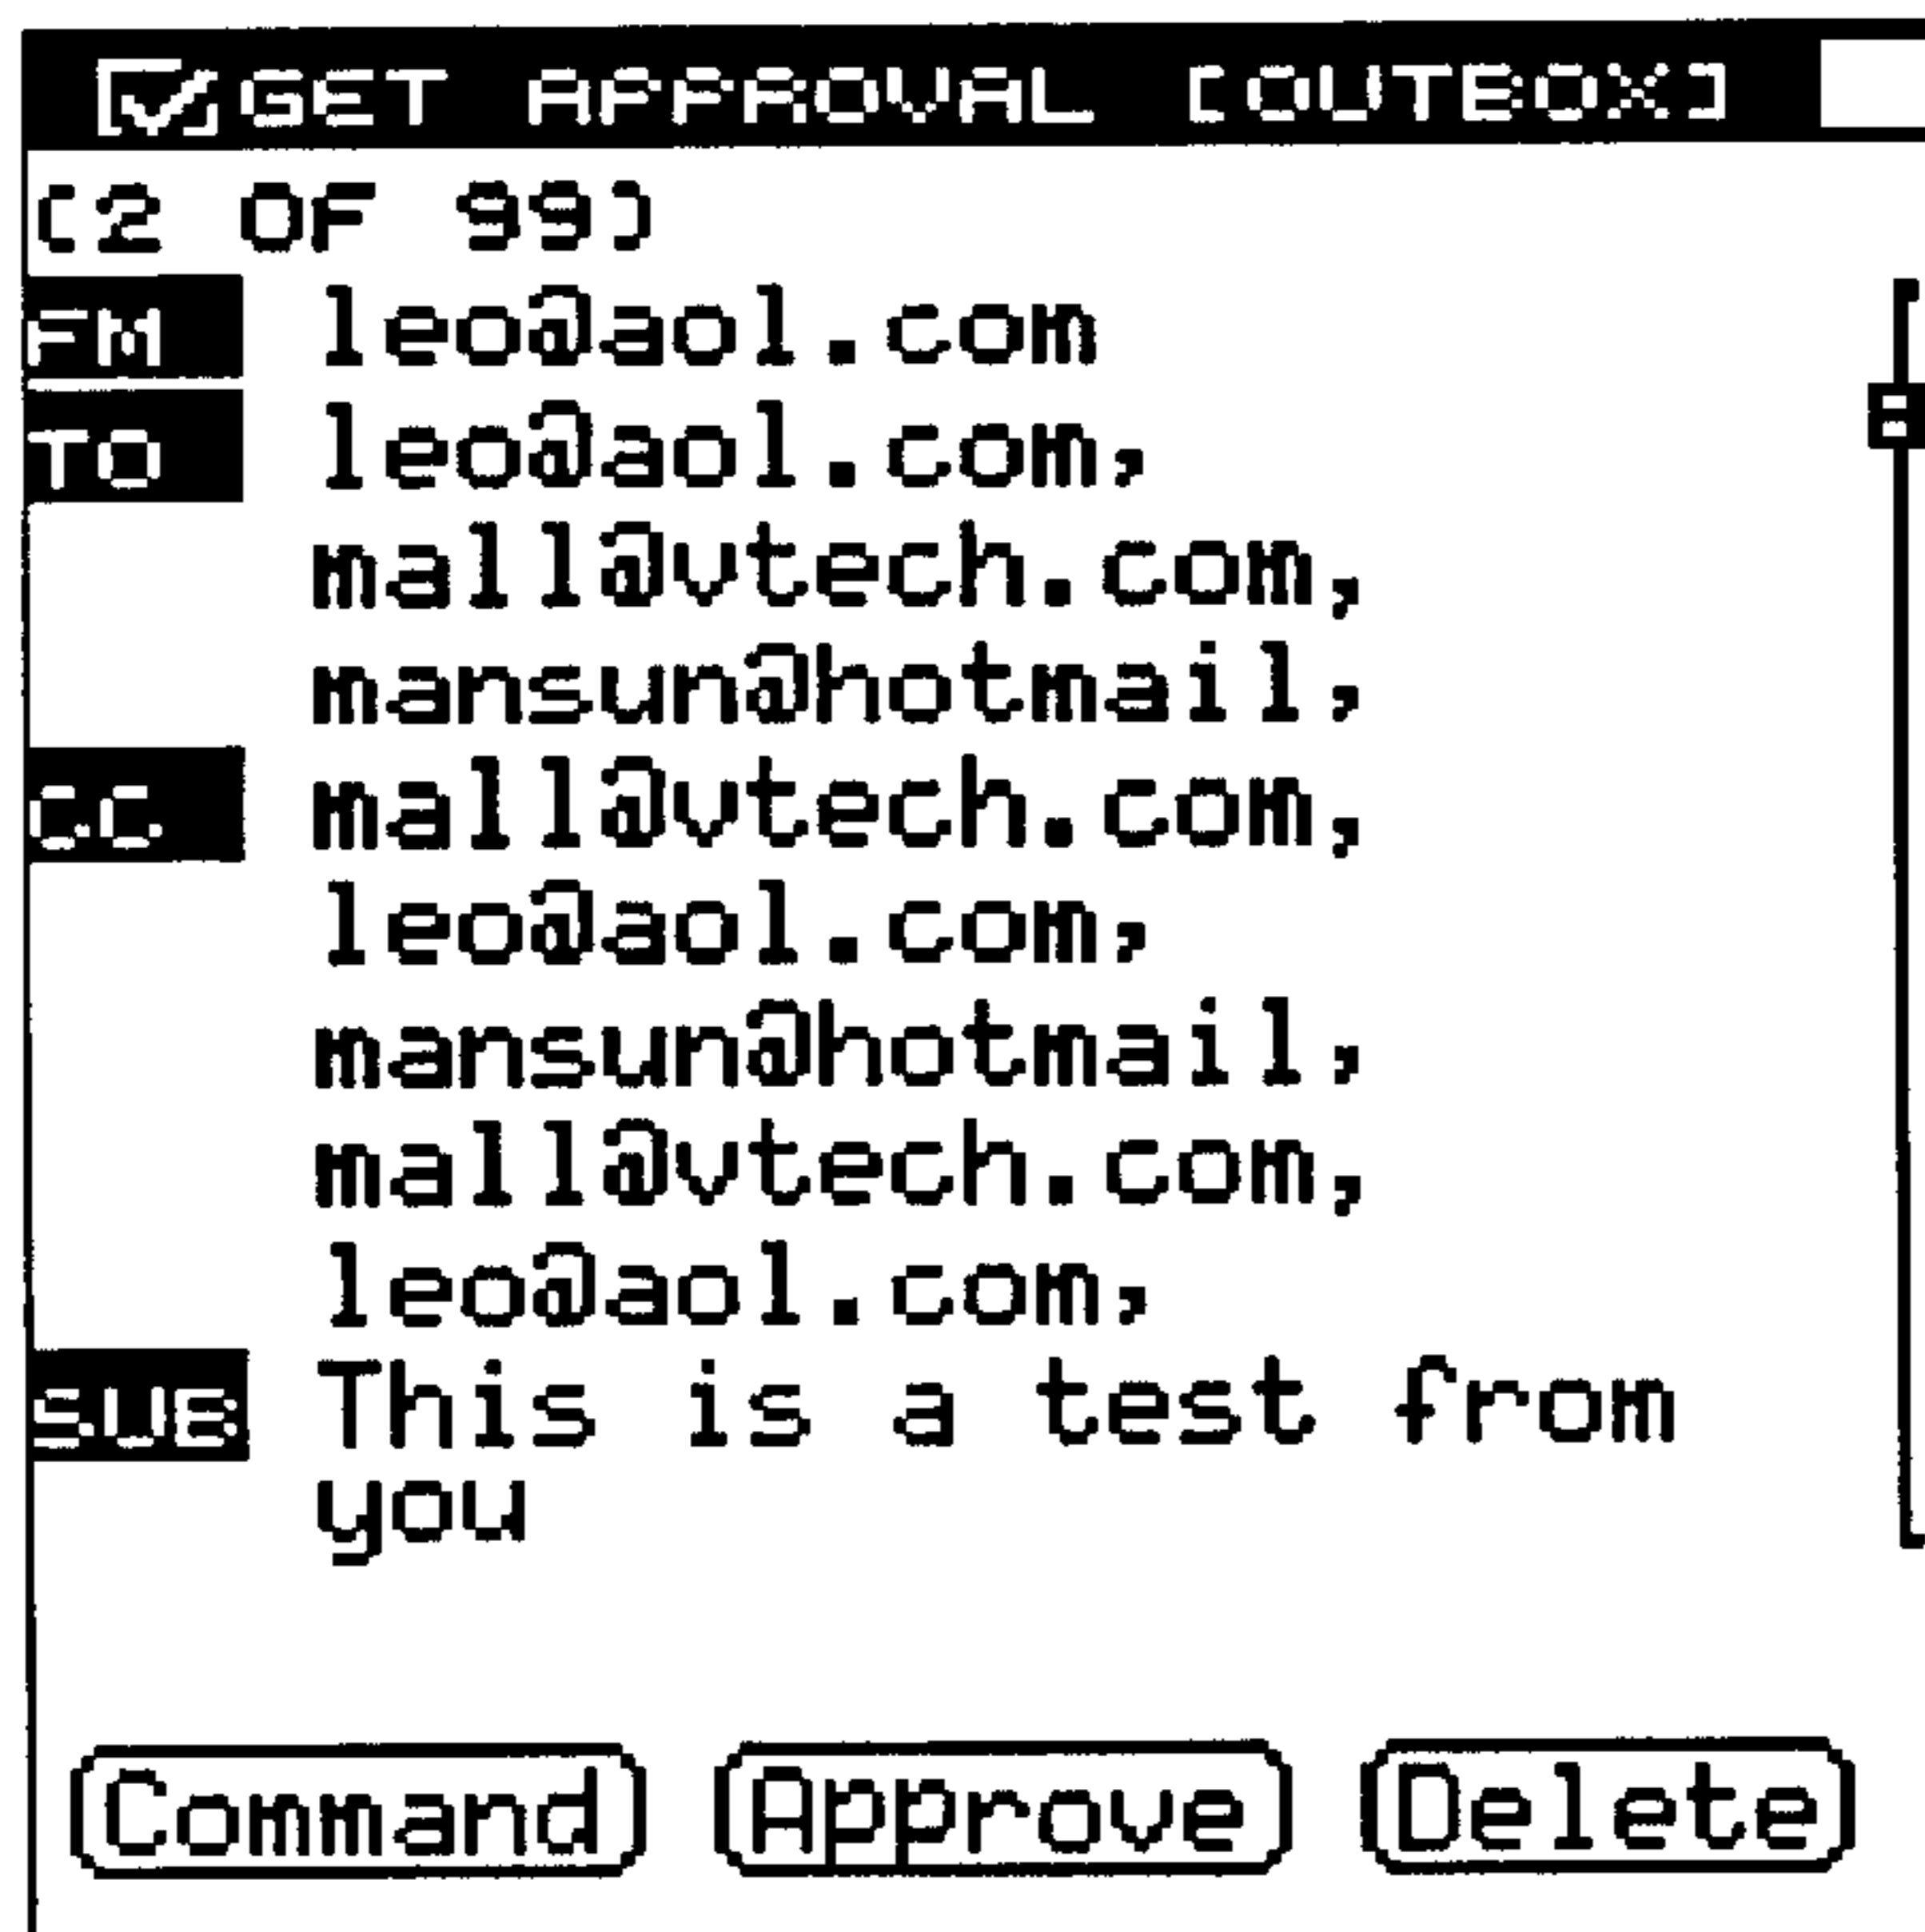 GET APPROVAL [OUTBOX]
(2 OF 99)
FM leo@aol.com
TO leo@aol.com,
mall@vtech.com,
mansun@hotmail,
C.C. mall@vtech.com,
leo@aol.com,
mansun@hotmail,
mall@vtech.com,
leo@aol.com,
SUB This is a test from
you
Command Approve Delete